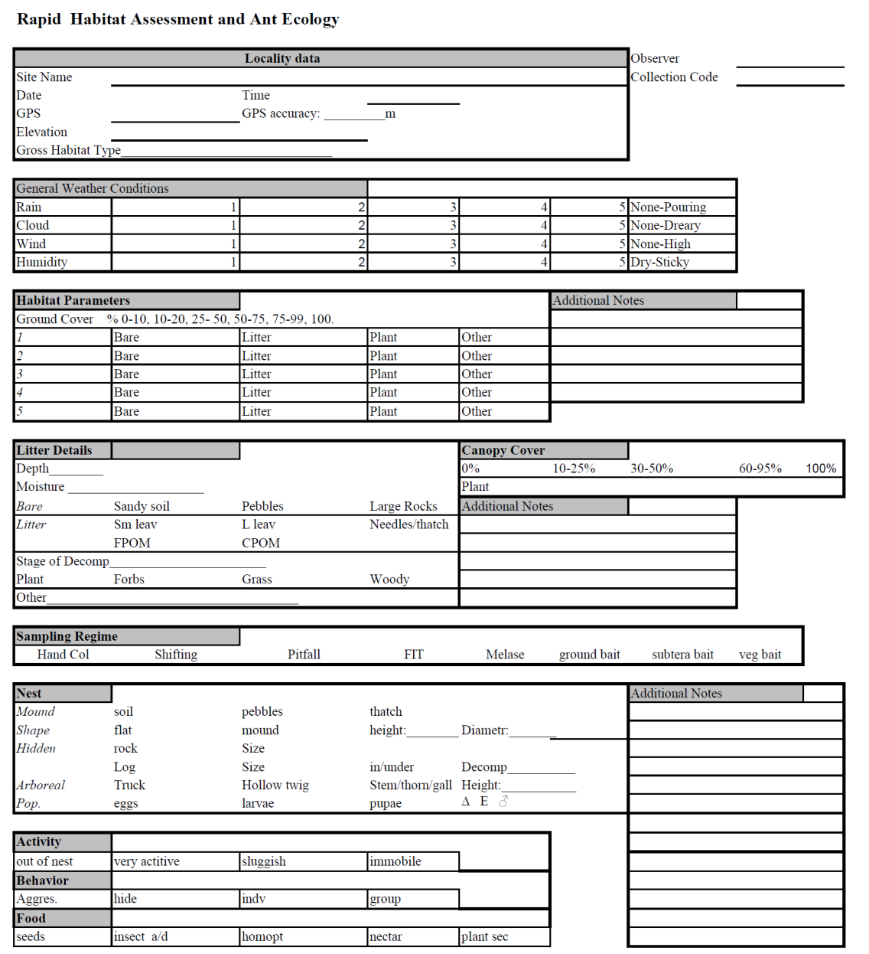 Rapid Habitat Assessment and Ant Ecology
Locality data
Observer
Site Name
Collection Code
Date Time
GPS GPS accuracy: ________m
Elevation
Gross Habitat Type
General Weather Conditions
Rain 1 2 3 4 5 None-Pouring
Cloud 1 2 3 4 5 None-Dreary
Wind 1 2 3 4 5 None-High
Humidity 1 2 3 4 5 Dry-Sticky
Habitat Parameters Additional Notes
Ground Cover % 0-10, 10-20, 25- 50, 50-75, 75-99, 100.
1 Bare Litter Plant Other
2 Bare Litter Plant Other
3 Bare Litter Plant Other
4 Bare Litter Plant Other
5 Bare Litter Plant Other
Litter Details Canopy Cover
Depth 0% 10-25% 30-50% 60-95% 100%
Moisture Plant
Bare Sandy soil Pebbles Large Rocks Additional Notes
Litter Sm leav L leav Needles/thatch
FPOM CPOM
Stage of Decomp
Plant Forbs Grass Woody
Other
Sampling Regime
Hand Col Shifting Pitfall FIT Melase ground bait subtera bait veg bait
Nest Additional Notes
Mound soil pebbles thatch
Shape flat mound height:________ Diametr:_______
Hidden rock Size
Log Size in/under Decomp
Arboreal Truck Hollow twig Stem/thorn/gall Height:
Pop. eggs larvae pupae Δ E ♂
Activity
out of nest very actitive sluggish immobile
Behavior
Aggres. hide indv group
Food
seeds insect a/d homopt nectar plant sec